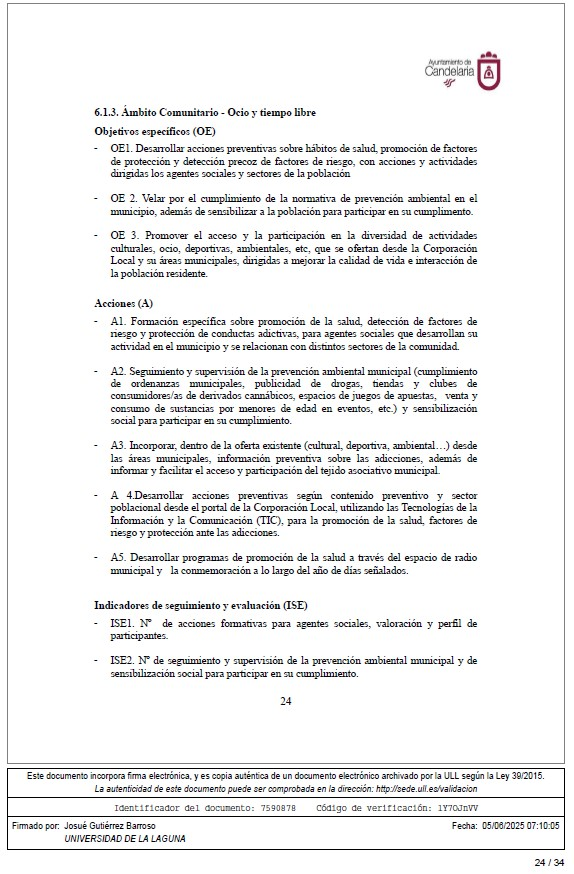 Ayuntamiento de
Candelaria
6.1.3. Ámbito Comunitario - Ocio y tiempo libre
Objetivos específicos (OE)
- OE1. Desarrollar acciones preventivas sobre hábitos de salud, promoción de factores
de protección y detección precoz de factores de riesgo, con acciones y actividades
dirigidas los agentes sociales y sectores de la población
- OE 2. Velar por el cumplimiento de la normativa de prevención ambiental en el
municipio, además de sensibilizar a la población para participar en su cumplimento.
- OE 3. Promover el acceso y la participación en la diversidad de actividades
culturales, ocio, deportivas, ambientales, etc, que se ofertan desde la Corporación
Local y su áreas municipales, dirigidas a mejorar la calidad de vida e interacción de
la población residente.
Acciones (A)
- A1. Formación específica sobre promoción de la salud, detección de factores de
riesgo y protección de conductas adictivas, para agentes sociales que desarrollan su
actividad en el municipio y se relacionan con distintos sectores de la comunidad.
- A2. Seguimiento y supervisión de la prevención ambiental municipal (cumplimiento
de ordenanzas municipales, publicidad de drogas, tiendas y clubes de
consumidores/as de derivados cannábicos, espacios de juegos de apuestas, venta y
consumo de sustancias por menores de edad en eventos, etc.) y sensibilización
social para participar en su cumplimiento.
- A3. Incorporar, dentro de la oferta existente (cultural, deportiva, ambiental…) desde
las áreas municipales, información preventiva sobre las adicciones, además de
informar y facilitar el acceso y participación del tejido asociativo municipal.
- A 4.Desarrollar acciones preventivas según contenido preventivo y sector
poblacional desde el portal de la Corporación Local, utilizando las Tecnologías de la
Información y la Comunicación (TIC), para la promoción de la salud, factores de
riesgo y protección ante las adicciones.
- A5. Desarrollar programas de promoción de la salud a través del espacio de radio
municipal y la conmemoración a lo largo del año de días señalados.
Indicadores de seguimiento y evaluación (ISE)
- ISE1. Nº de acciones formativas para agentes sociales, valoración y perfil de
participantes.
- ISE2. Nº de seguimiento y supervisión de la prevención ambiental municipal y de
sensibilización social para participar en su cumplimiento.
24
Este documento incorpora firma electrónica, y es copia auténtica de un documento electrónico archivado por la ULL según la Ley 39/2015.
La autenticidad de este documento puede ser comprobada en la dirección: http://sede.ull.es/validacion
Identificador del documento: 7590878 Código de verificación: 1Y7OJnVV
Firmado por: Josué Gutiérrez Barroso Fecha: 05/06/2025 07:10:05
UNIVERSIDAD DE LA LAGUNA
24 / 34